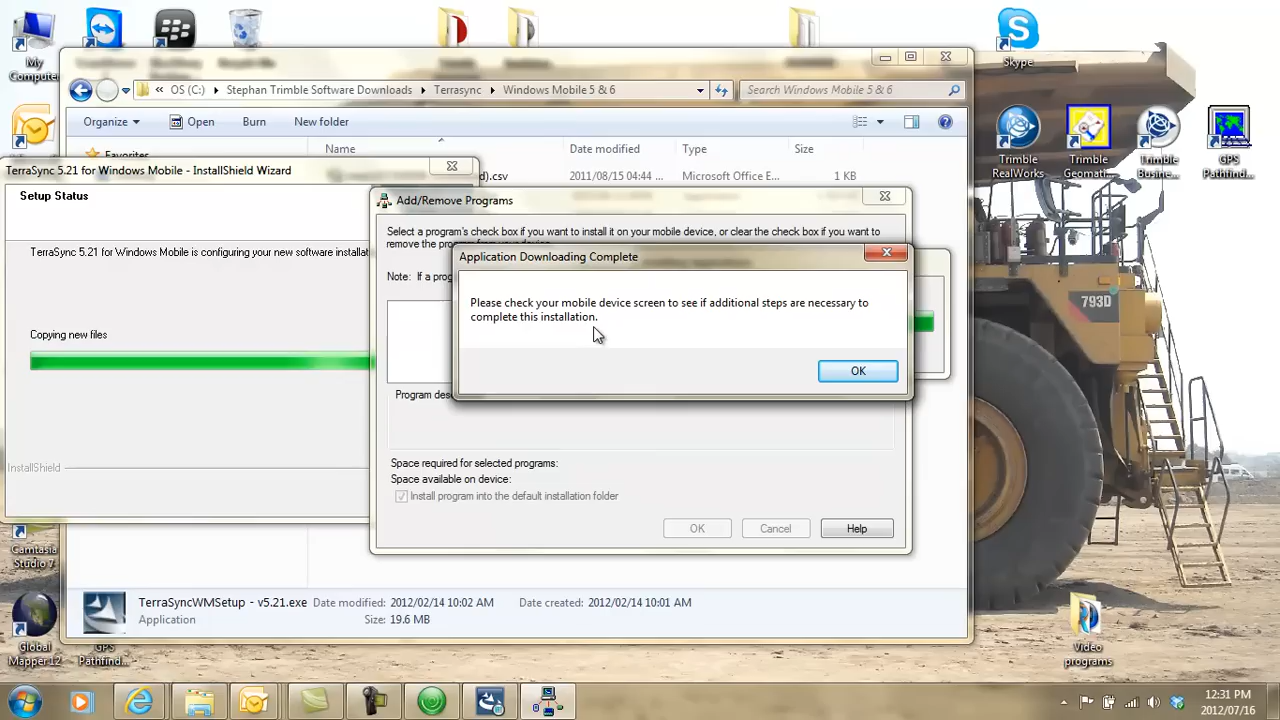 My
Computer
Skype
OS (C:)
Stephan Trimble Software Downloads
Terrasync
Windows Mobile 5 & 6
Search Windows Mobile 5 & 6
Organize
Open
Burn
New folder
Favorites
Name
Date modified
Type
Size
d).csv
2011/08/15 04:44 ...
Microsoft Office E...
1 KB
Trimble
RealWorks
Trimble
Geomati...
Trimble
Busine...
GPS
Pathfind...
TerraSync 5.21 for Windows Mobile - InstallShield Wizard
Setup Status
TerraSync 5.21 for Windows Mobile is configuring your new software installat
Copying new files
InstallShield
Add/Remove Programs
Select a program's check box if you want to install it on your mobile device, or clear the check box if you want to
remove the program from your device.
Note: If a prog
Application Downloading Complete
Please check your mobile device screen to see if additional steps are necessary to
complete this installation.
OK
793D
Program des
Space required for selected programs:
Space available on device:
Install program into the default installation folder
OK
Cancel
Help
Camtasia
Studio 7
TerraSyncWMSetup - v5.21.exe
Date modified: 2012/02/14 10:02 AM
Date created: 2012/02/14 10:01 AM
Application
Size: 19.6 MB
Global
Mapper12
GPS
Pathfind...
Video
programs
12:31 PM
2012/07/16